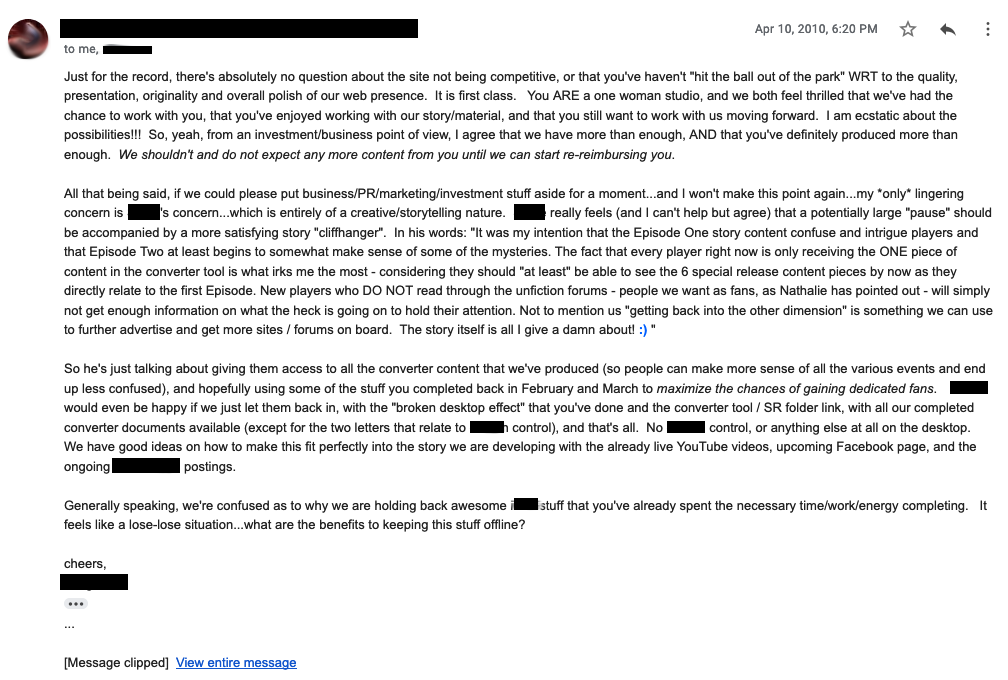 Apr 10, 2010, 6:20 PM
to me,
Just for the record, there's absolutely no question about the site not being competitive, or that you've haven't "hit the ball out of the park" WRT to the quality,
presentation, originality and overall polish of our web presence.  It is first class.   You ARE a one woman studio, and we both feel thrilled that we've had the
chance to work with you, that you've enjoyed working with our story/material, and that you still want to work with us moving forward.  I am ecstatic about the
possibilities!!!  So, yeah, from an investment/business point of view, I agree that we have more than enough, AND that you've definitely produced more than
enough.  We shouldn't and do not expect any more content from you until we can start re-reimbursing you.
All that being said, if we could please put business/PR/marketing/investment stuff aside for a moment...and I won't make this point again...my *only* lingering
concern is 's concern...which is entirely of a creative/storytelling nature.  really feels (and I can't help but agree) that a potentially large "pause" should
be accompanied by a more satisfying story "cliffhanger".  In his words: "It was my intention that the Episode One story content confuse and intrigue players and
that Episode Two at least begins to somewhat make sense of some of the mysteries. The fact that every player right now is only receiving the ONE piece of
content in the converter tool is what irks me the most - considering they should "at least" be able to see the 6 special release content pieces by now as they
directly relate to the first Episode. New players who DO NOT read through the unfiction forums - people we want as fans, as Nathalie has pointed out - will simply
not get enough information on what the heck is going on to hold their attention. Not to mention us "getting back into the other dimension" is something we can use
to further advertise and get more sites / forums on board.  The story itself is all I give a damn about! :) "
So he's just talking about giving them access to all the converter content that we've produced (so people can make more sense of all the various events and end
up less confused), and hopefully using some of the stuff you completed back in February and March to maximize the chances of gaining dedicated fans.
would even be happy if we just let them back in, with the "broken desktop effect" that you've done and the converter tool / SR folder link, with all our completed
converter documents available (except for the two letters that relate to h control), and that's all.  No control, or anything else at all on the desktop.
We have good ideas on how to make this fit perfectly into the story we are developing with the already live YouTube videos, upcoming Facebook page, and the
ongoing postings.
Generally speaking, we're confused as to why we are holding back awesome stuff that you've already spent the necessary time/work/energy completing.   It
feels like a lose-lose situation...what are the benefits to keeping this stuff offline?
cheers,
...
[Message clipped]  View entire message